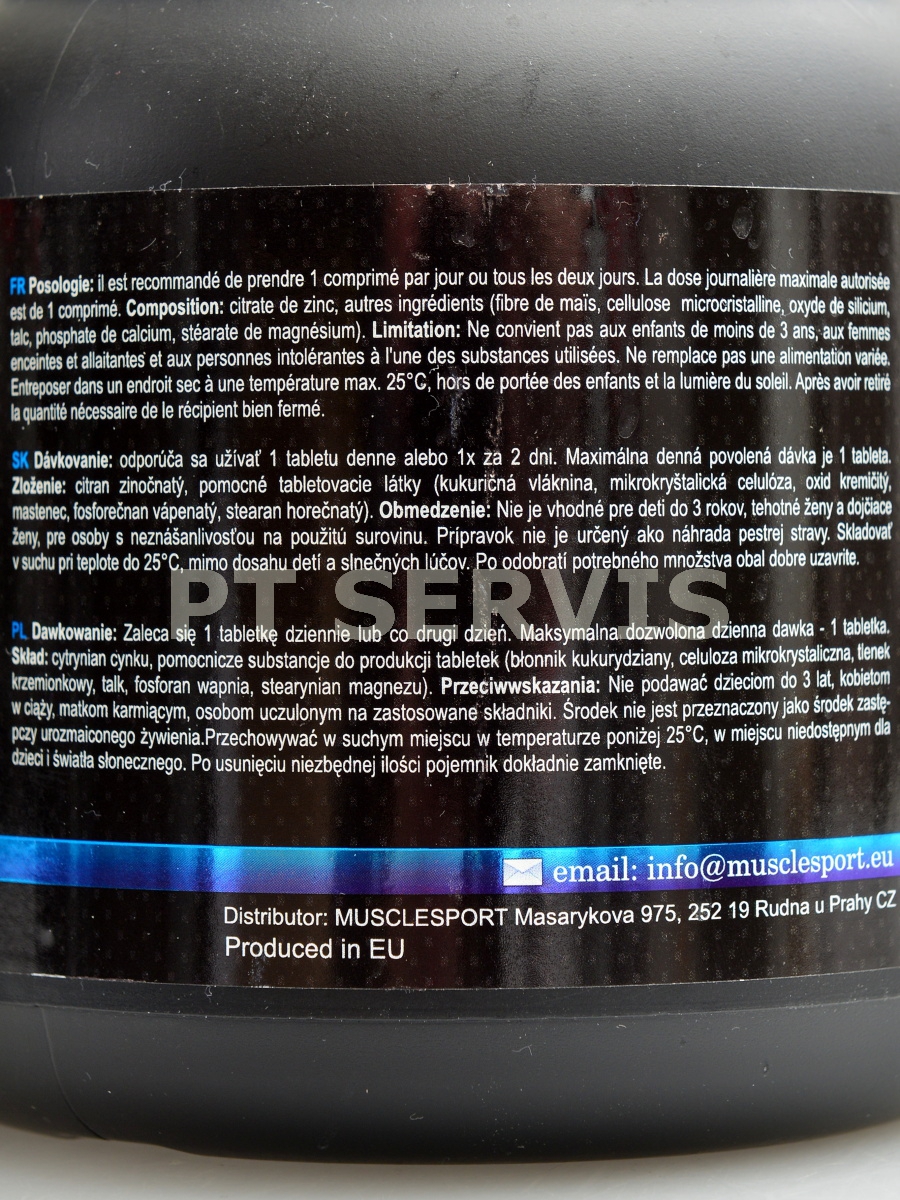 FR Posologie: il est recommandé de prendre 1 comprimé par jour ou tous les deux jours. La dose journalière maximale autorisée
est de 1 comprimé. Composition: citrate de zinc, autres ingrédients (fibre de maïs, cellulose microcristalline, oxyde de silicium,
talc, phosphate de calcium, stéarate de magnésium). Limitation: Ne convient pas aux enfants de moins de 3 ans, aux femmes
enceintes et allaitantes et aux personnes intolérantes à l'une des substances utilisées. Ne remplace pas une alimentation variée.
Entreposer dans un endroit sec à une température max. 25°C, hors de portée des enfants et la lumière du soleil. Après avoir retiré
la quantité nécessaire de le récipient bien fermé.
SK Dávkovanie: odporúča sa užívať 1 tabletu denne alebo 1x za 2 dni. Maximálna denná povolená dávka je 1 tableta.
Zloženie: citran zinočnatý, pomocné tabletovacie látky (kukuričná vláknina, mikrokryštalická celulóza, oxid kremičitý,
mastenec, fosforečnan vápenatý, stearan horečnatý). Obmedzenie: Nie je vhodné pre deti do 3 rokov, tehotné ženy a dojčiace
ženy, pre osoby s neznášanlivosťou na použitú surovinu. Prípravok nie je určený ako náhrada pestrej stravy. Skladovať
v suchu pri teplote do 25°C, mimo dosahu detí a slnečných lúčov. Po odobratí potrebného množstva obal dobre uzavrite.
PT SERVIS
PL Dawkowanie: Zaleca się 1 tabletkę dziennie lub co drugi dzień. Maksymalna dozwolona dzienna dawka - 1 tabletka.
Skład: cytrynian cynku, pomocnicze substancje do produkcji tabletek (błonnik kukurydziany, celuloza mikrokrystaliczna, tlenek
krzemionkowy, talk, fosforan wapnia, stearynian magnezu). Przeciwwskazania: Nie podawać dzieciom do 3 lat, kobietom
w ciąży, matkom karmiącym, osobom uczulonym na zastosowane składniki. Środek nie jest przeznaczony jako środek zastę-
pczy urozmaiconego żywienia.Przechowywać w suchym miejscu w temperaturze poniżej 25°C, w miejscu niedostępnym dla
dzieci i światła słonecznego. Po usunięciu niezbędnej ilości pojemnik dokładnie zamknięte.
email: info@musclesport.eu
Distributor: MUSCLESPORT Masarykova 975, 252 19 Rudna u Prahy CZ
Produced in EU